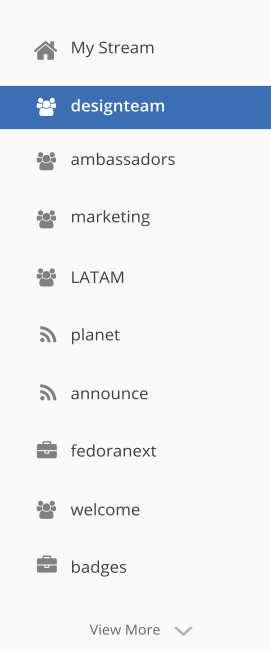 My Stream
designteam
ambassadors
marketing
LATAM
planet
announce
fedoranext
welcome
badges
View More